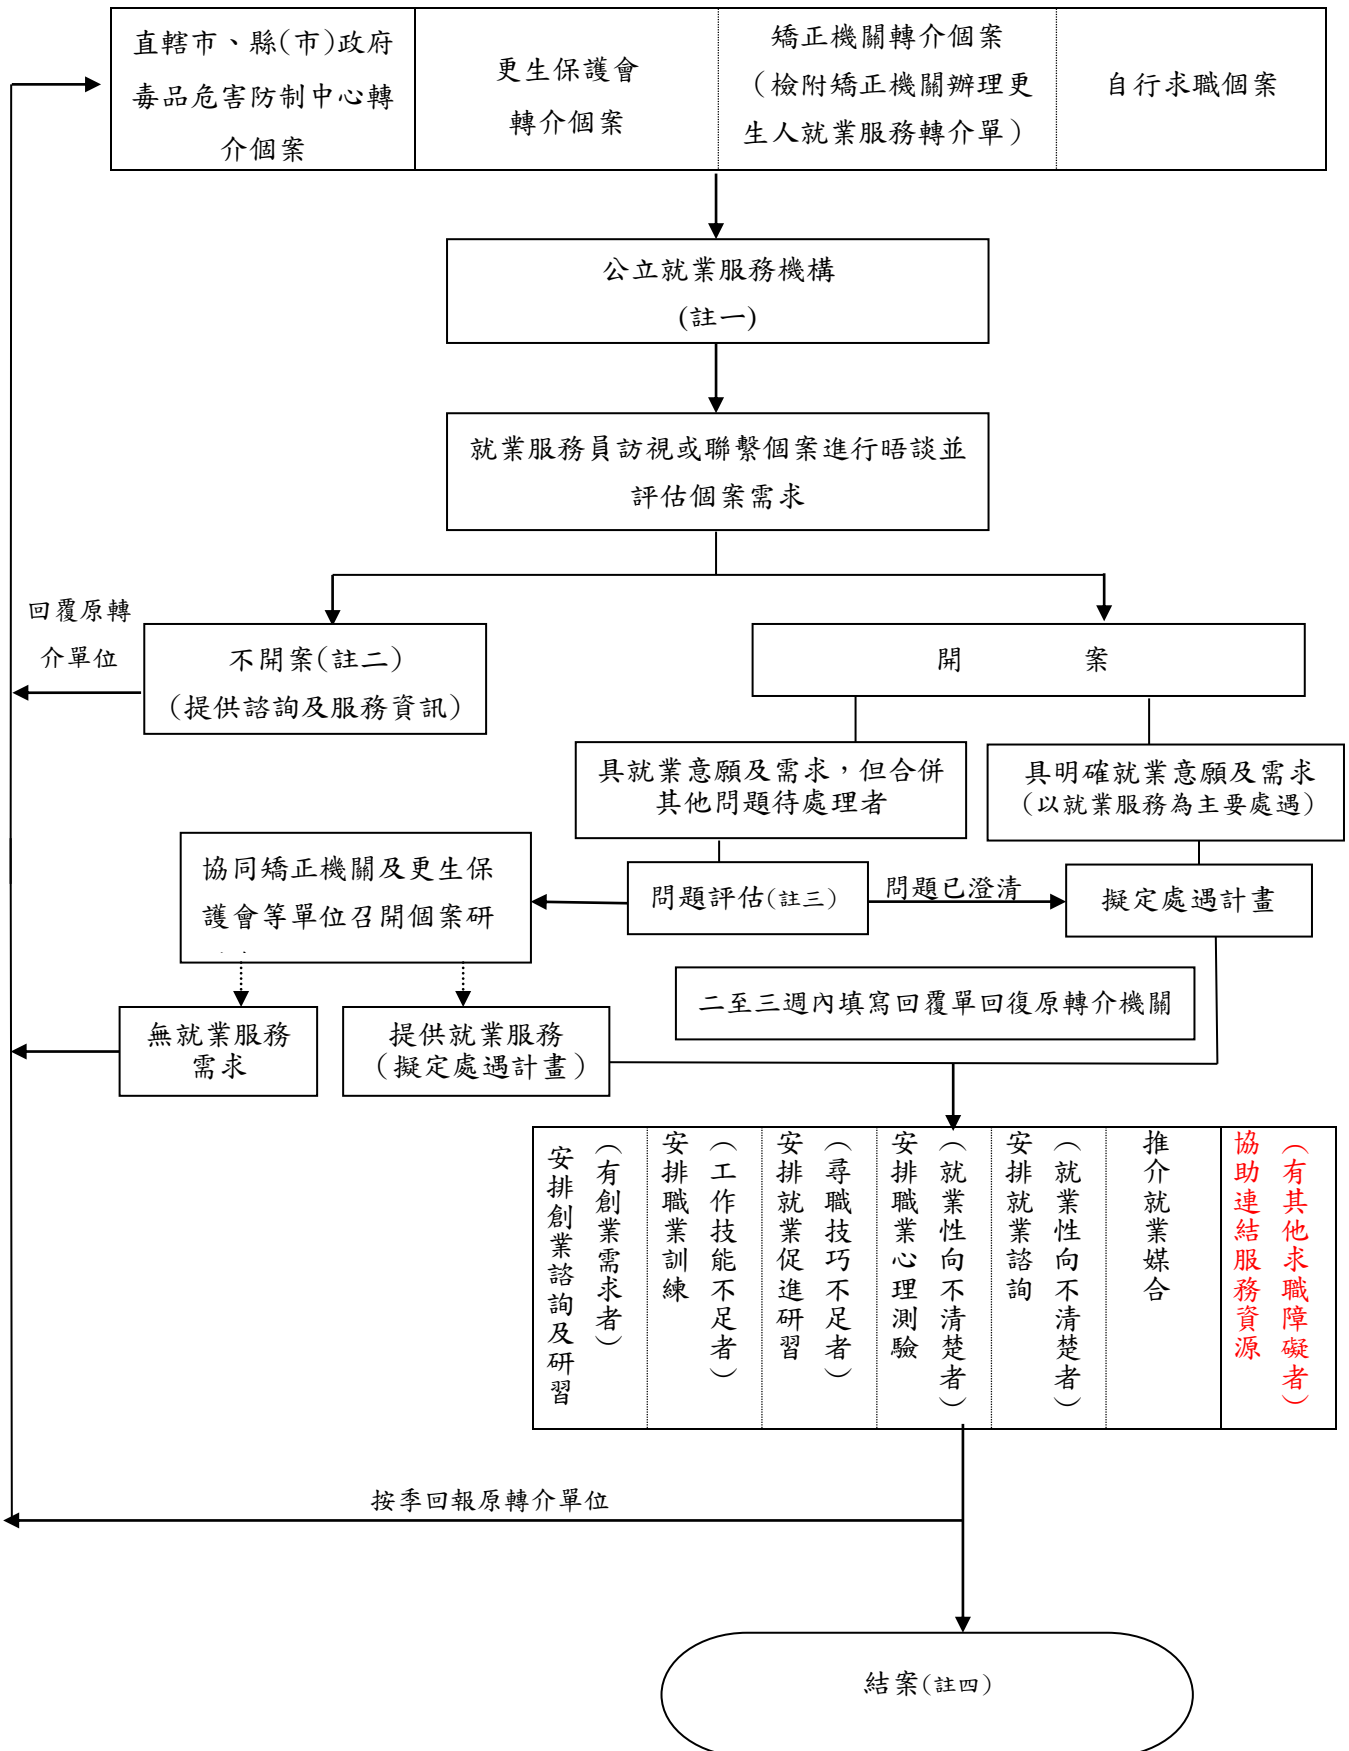 直轄市、縣(市)政府
毒品危害防制中心轉
介個案
更生保護會
轉介個案
矯正機關轉介個案
（檢附矯正機關辦理更
生人就業服務轉介單）
自行求職個案
公立就業服務機構
(註一)
就業服務員訪視或聯繫個案進行晤談並
評估個案需求
回覆原轉
介單位
不開案(註二)
（提供諮詢及服務資訊）
開　　　案
具就業意願及需求，但合併
其他問題待處理者
具明確就業意願及需求
（以就業服務為主要處遇）
協同矯正機關及更生保
護會等單位召開個案研
問題評估(註三)
問題已澄清
擬定處遇計畫
二至三週內填寫回覆單回復原轉介機關
無就業服務
需求
提供就業服務
（擬定處遇計畫）
（有創業需求者）
安排創業諮詢及研習
（工作技能不足者）
安排職業訓練
（尋職技巧不足者）
安排就業促進研習
（就業性向不清楚者）
安排職業心理測驗
（就業性向不清楚者）
安排就業諮詢
推介就業媒合
（有其他求職障礙者）
協助連結服務資源
按季回報原轉介單位
結案(註四)